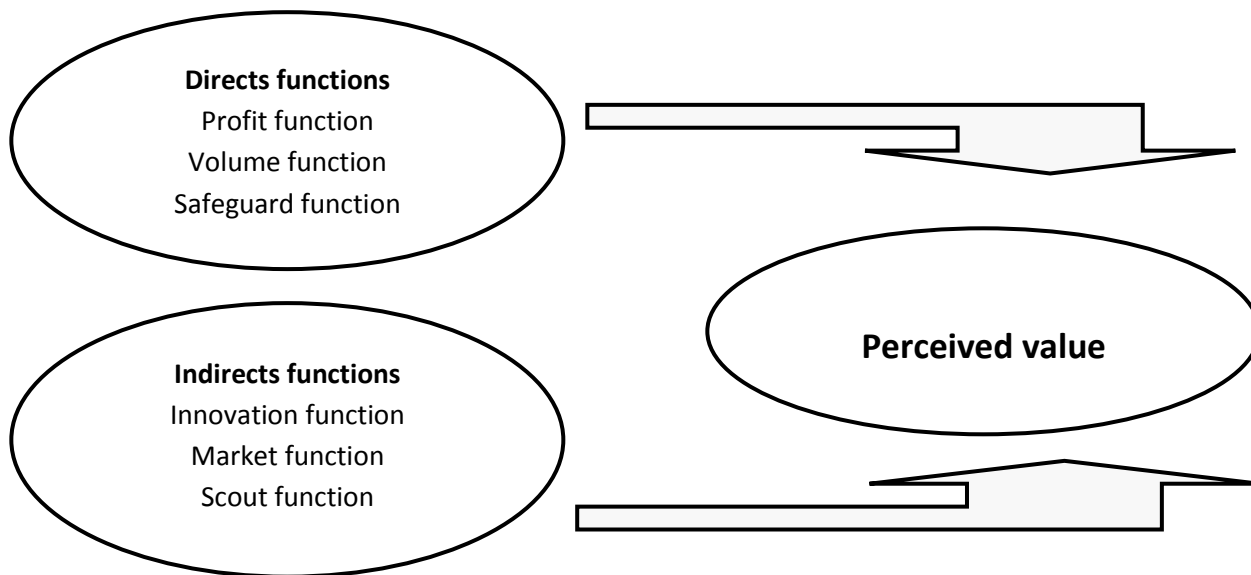 Directs functions
Profit function
Volume function
Safeguard function
Perceived value
Indirects functions
Innovation function
Market function
Scout function